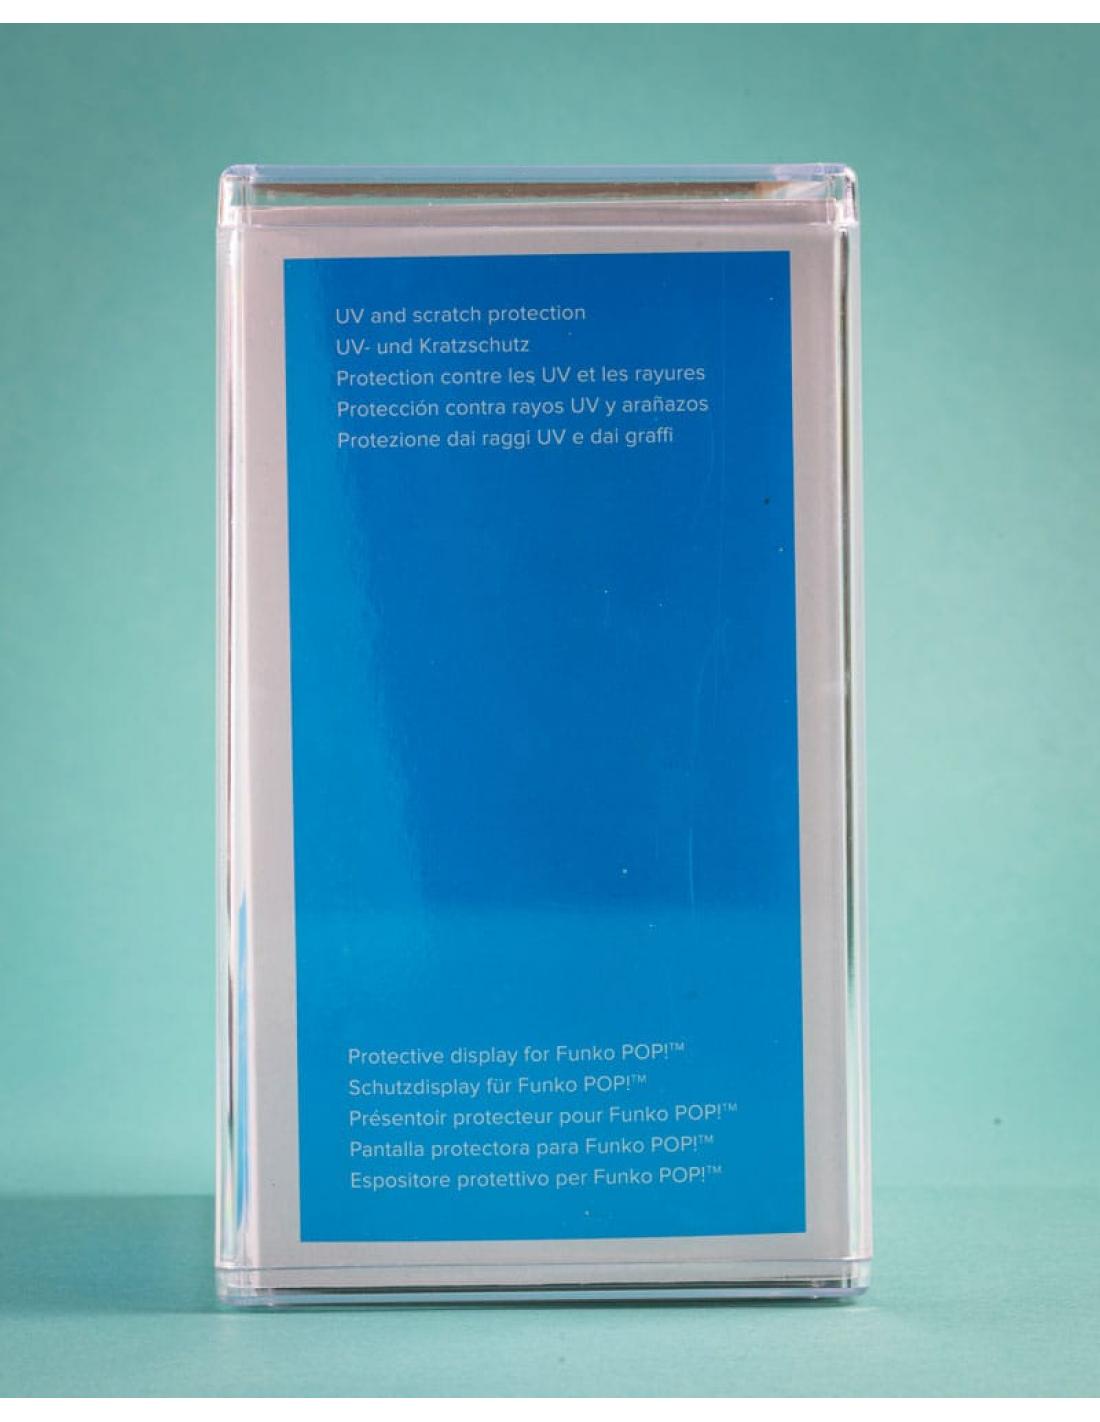 UV and scratch protection
UV- und Kratzschutz
Protection contre les UV et les rayures
Protección contra rayos UV y arañazos
Protezione dai raggi UV e dai graffi
Protective display for Funko POP!™
Schutzdisplay für Funko POP!™
Présentoir protecteur pour Funko POP!™
Pantalla protectora para Funko POP!™
Espositore protettivo per Funko POP!™